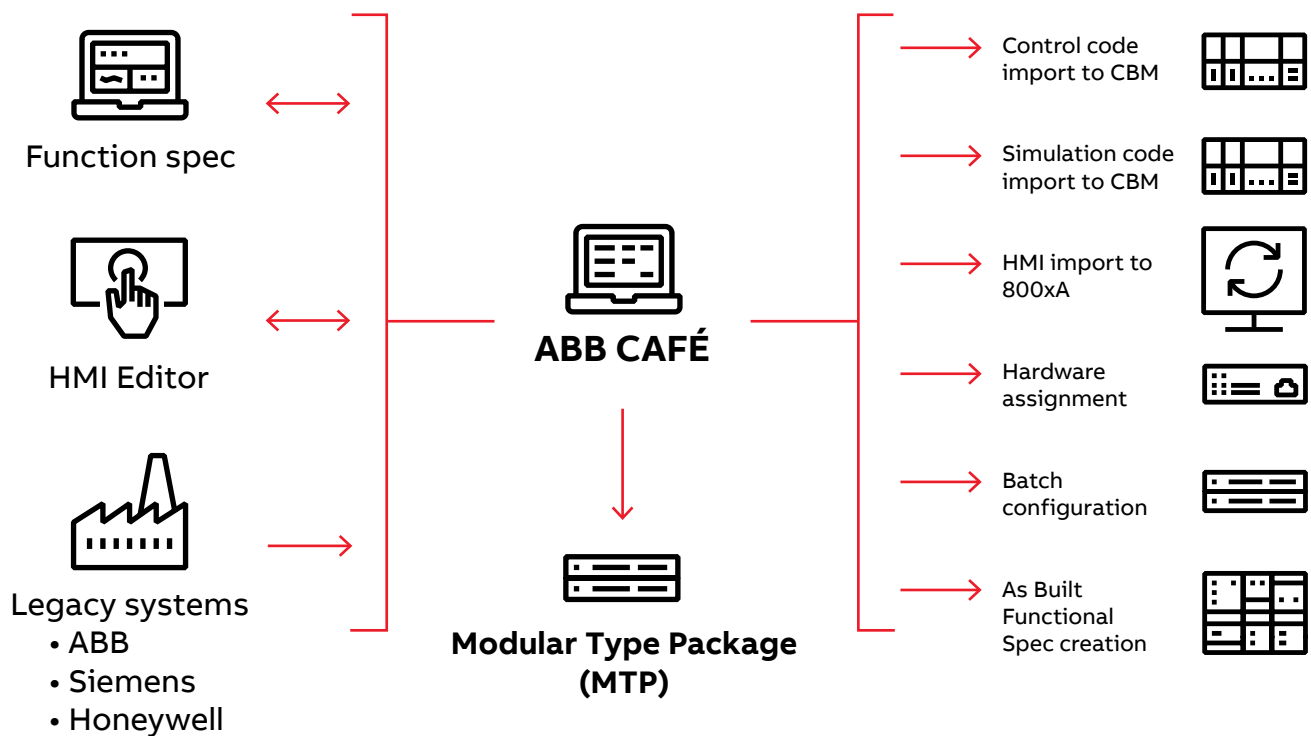 Function spec
HMI Editor
Legacy systems
• ABB
• Siemens
• Honeywell
ABB CAFÉ
Modular Type Package
(MTP)
Control code
import to CBM
Simulation code
import to CBM
HMI import to
800xA
Hardware
assignment
Batch
configuration
As Built
Functional
Spec creation